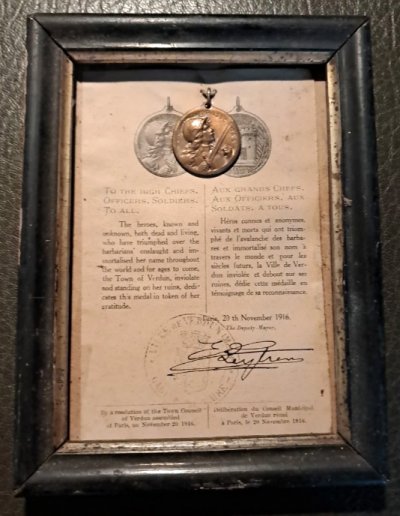 TO THE HIGH CHIEFS,
OFFICERS, SOLDIERS,
TO ALL,
The heroes, known and
unknown, both dead and living,
who have triumphed over the
barbarians' onslaught and im-
mortalised her name throughout
the world and for ages to come,
the Town of Verdun, inviolate
and standing on her ruins, dedi-
cates this medal in token of her
gratitude.
AUX GRANDS CHEFS,
AUX OFFICIERS, AUX
SOLDATS, A TOUS,
Héros connus et anonymes,
vivants et morts qui ont triom-
phé de l'avalanche des barba-
res et immortalisé son nom à
travers le monde et pour les
siècles futurs, la Ville de Ver-
dun inviolée et debout sur ses
ruines, dédie cette médaille en
témoignage de sa reconnaissance.
Paris, 20 th November 1916.
The Deputy Mayor,
By a resolution of the Town Council
of Verdun assembled
at Paris, on November 20 1916.
Délibération du Conseil Municipal
de Verdun réuni
à Paris, le 20 Novembre 1916.